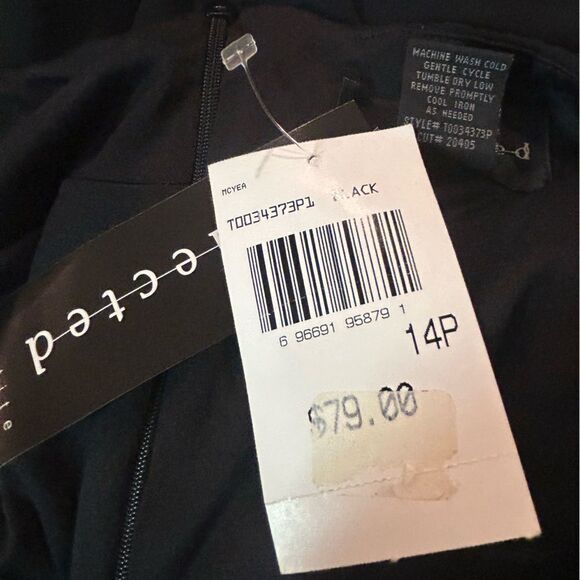 MACHINE WASH COLD
GENTLE CYCLE
TUMBLE DRY LOW
REMOVE PROMPTLY
COOL IRON
AS NEEDED
STYLE# T0034373P
CUT# 20405
MCYEA
T0034373P1 BLACK
6 96691 95879 1
14P
$79.00
ected